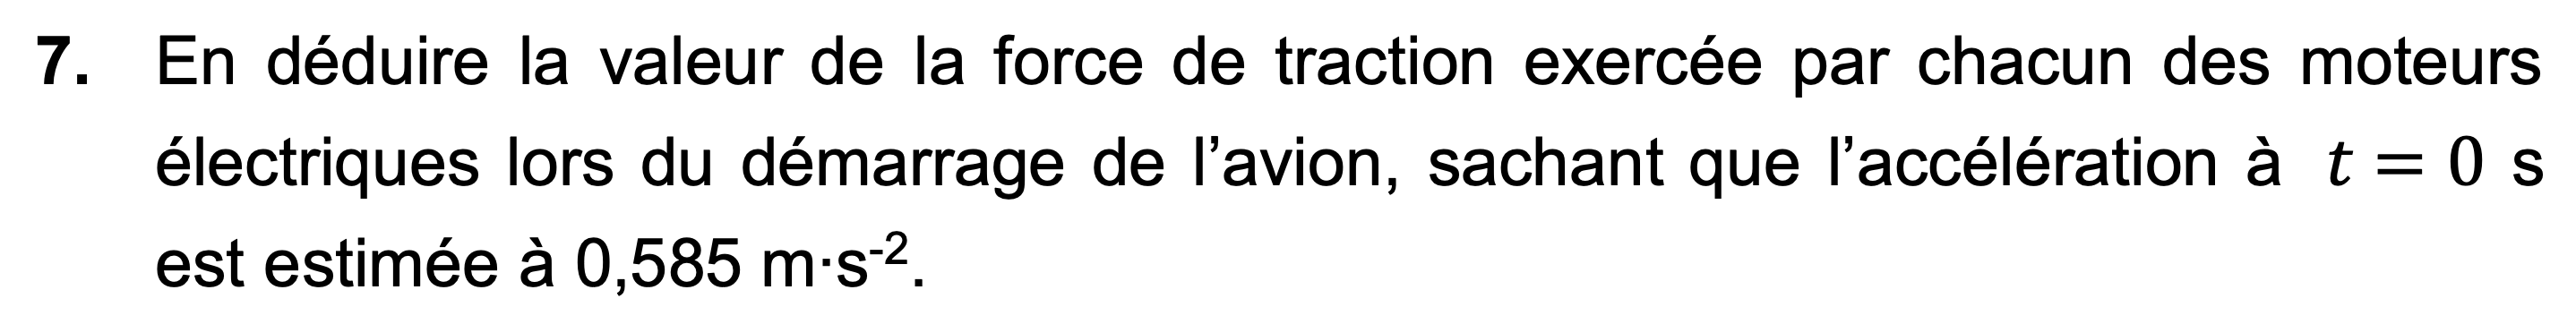 7. En déduire la valeur de la force de traction exercée par chacun des moteurs
électriques lors du démarrage de l’avion, sachant que l’accélération à t = 0 s
est estimée à 0,585 m·s⁻².